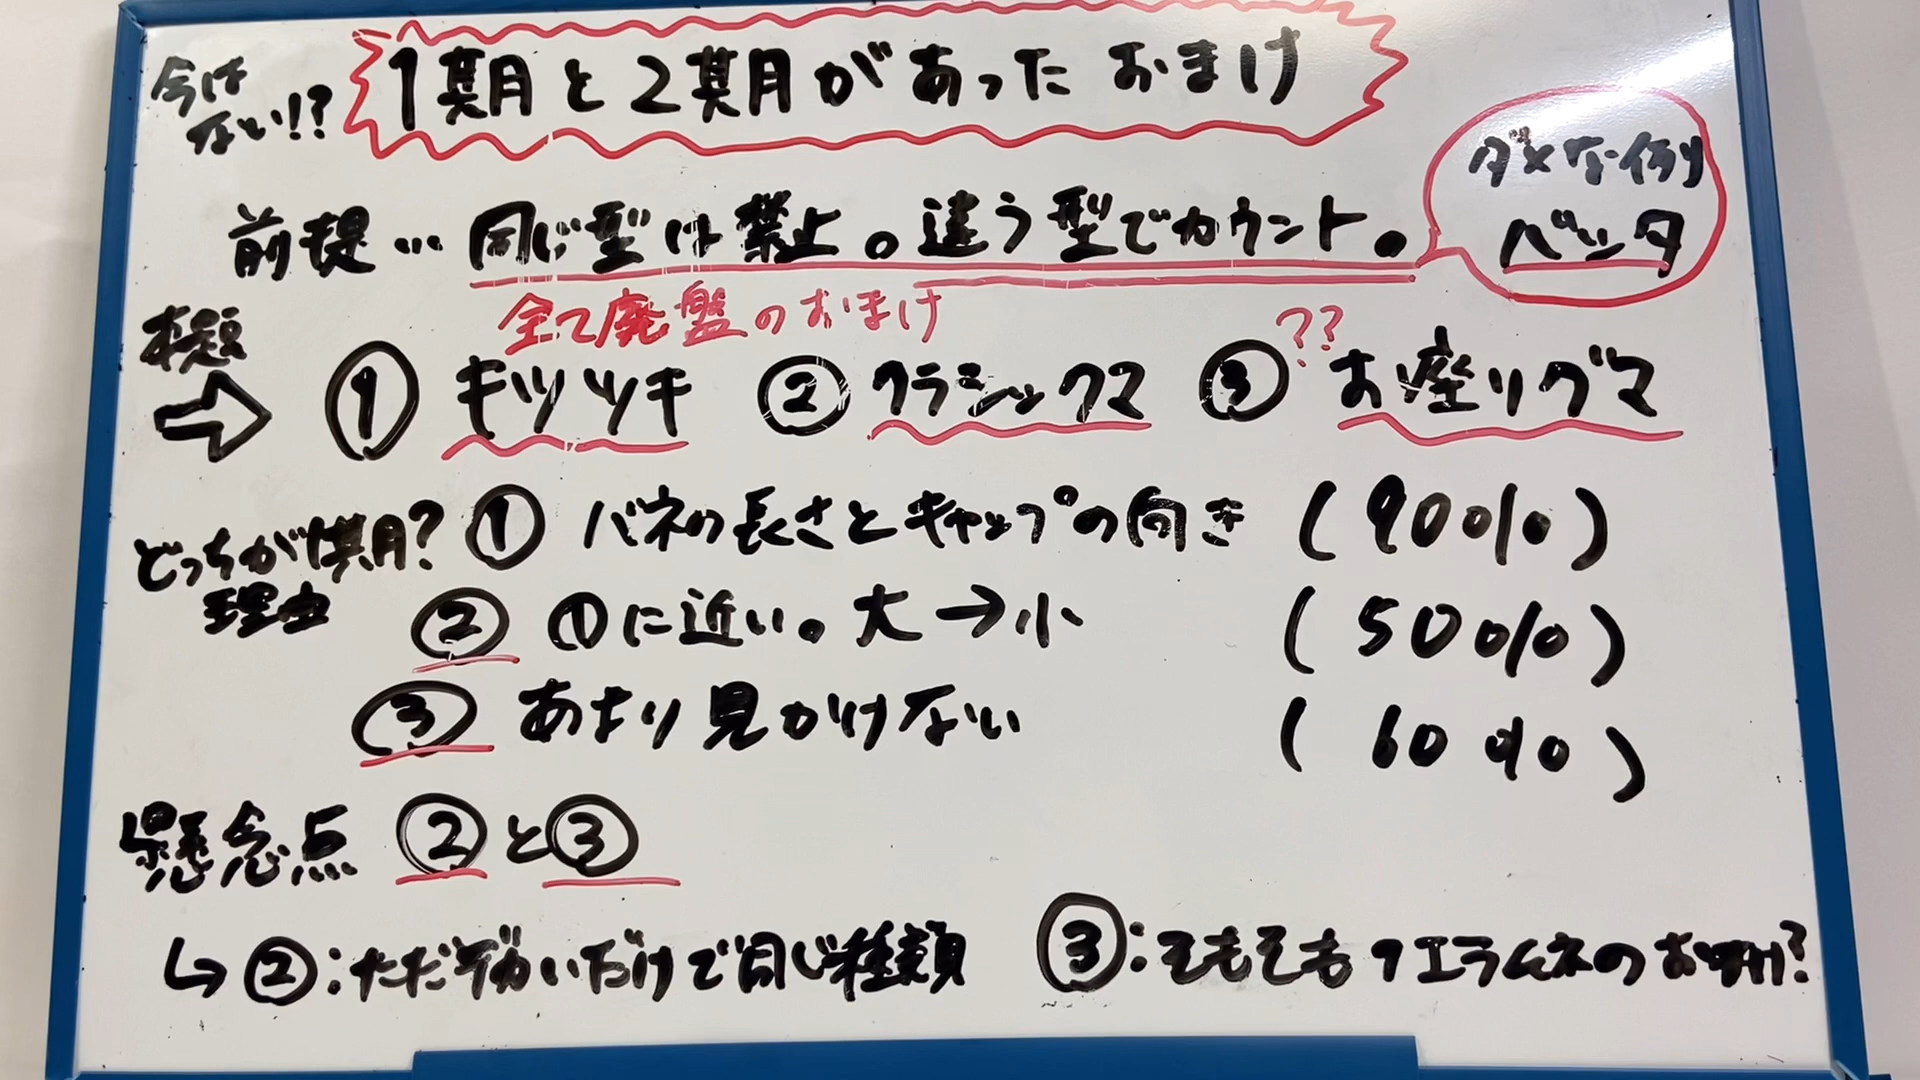 今は
ない!?
1期と2期があったおまけ
ダメな例
ベッタ
前提… 同じ型は禁止。違う型でカウント。
全て廃盤のおまけ
本題
⇨ ① キツツキ ② クラシックマ ③ お座りグマ
??
どっちが1期?
理由
① バネの長さとキャップの向き (90%)
② ①に近い。大→小 (50%)
③ あまり見かけない (60%)
懸念点 ②と③
↳ ②:ただデカいだけで同じ種類 ③:そもそもクエラムネのおまけ?